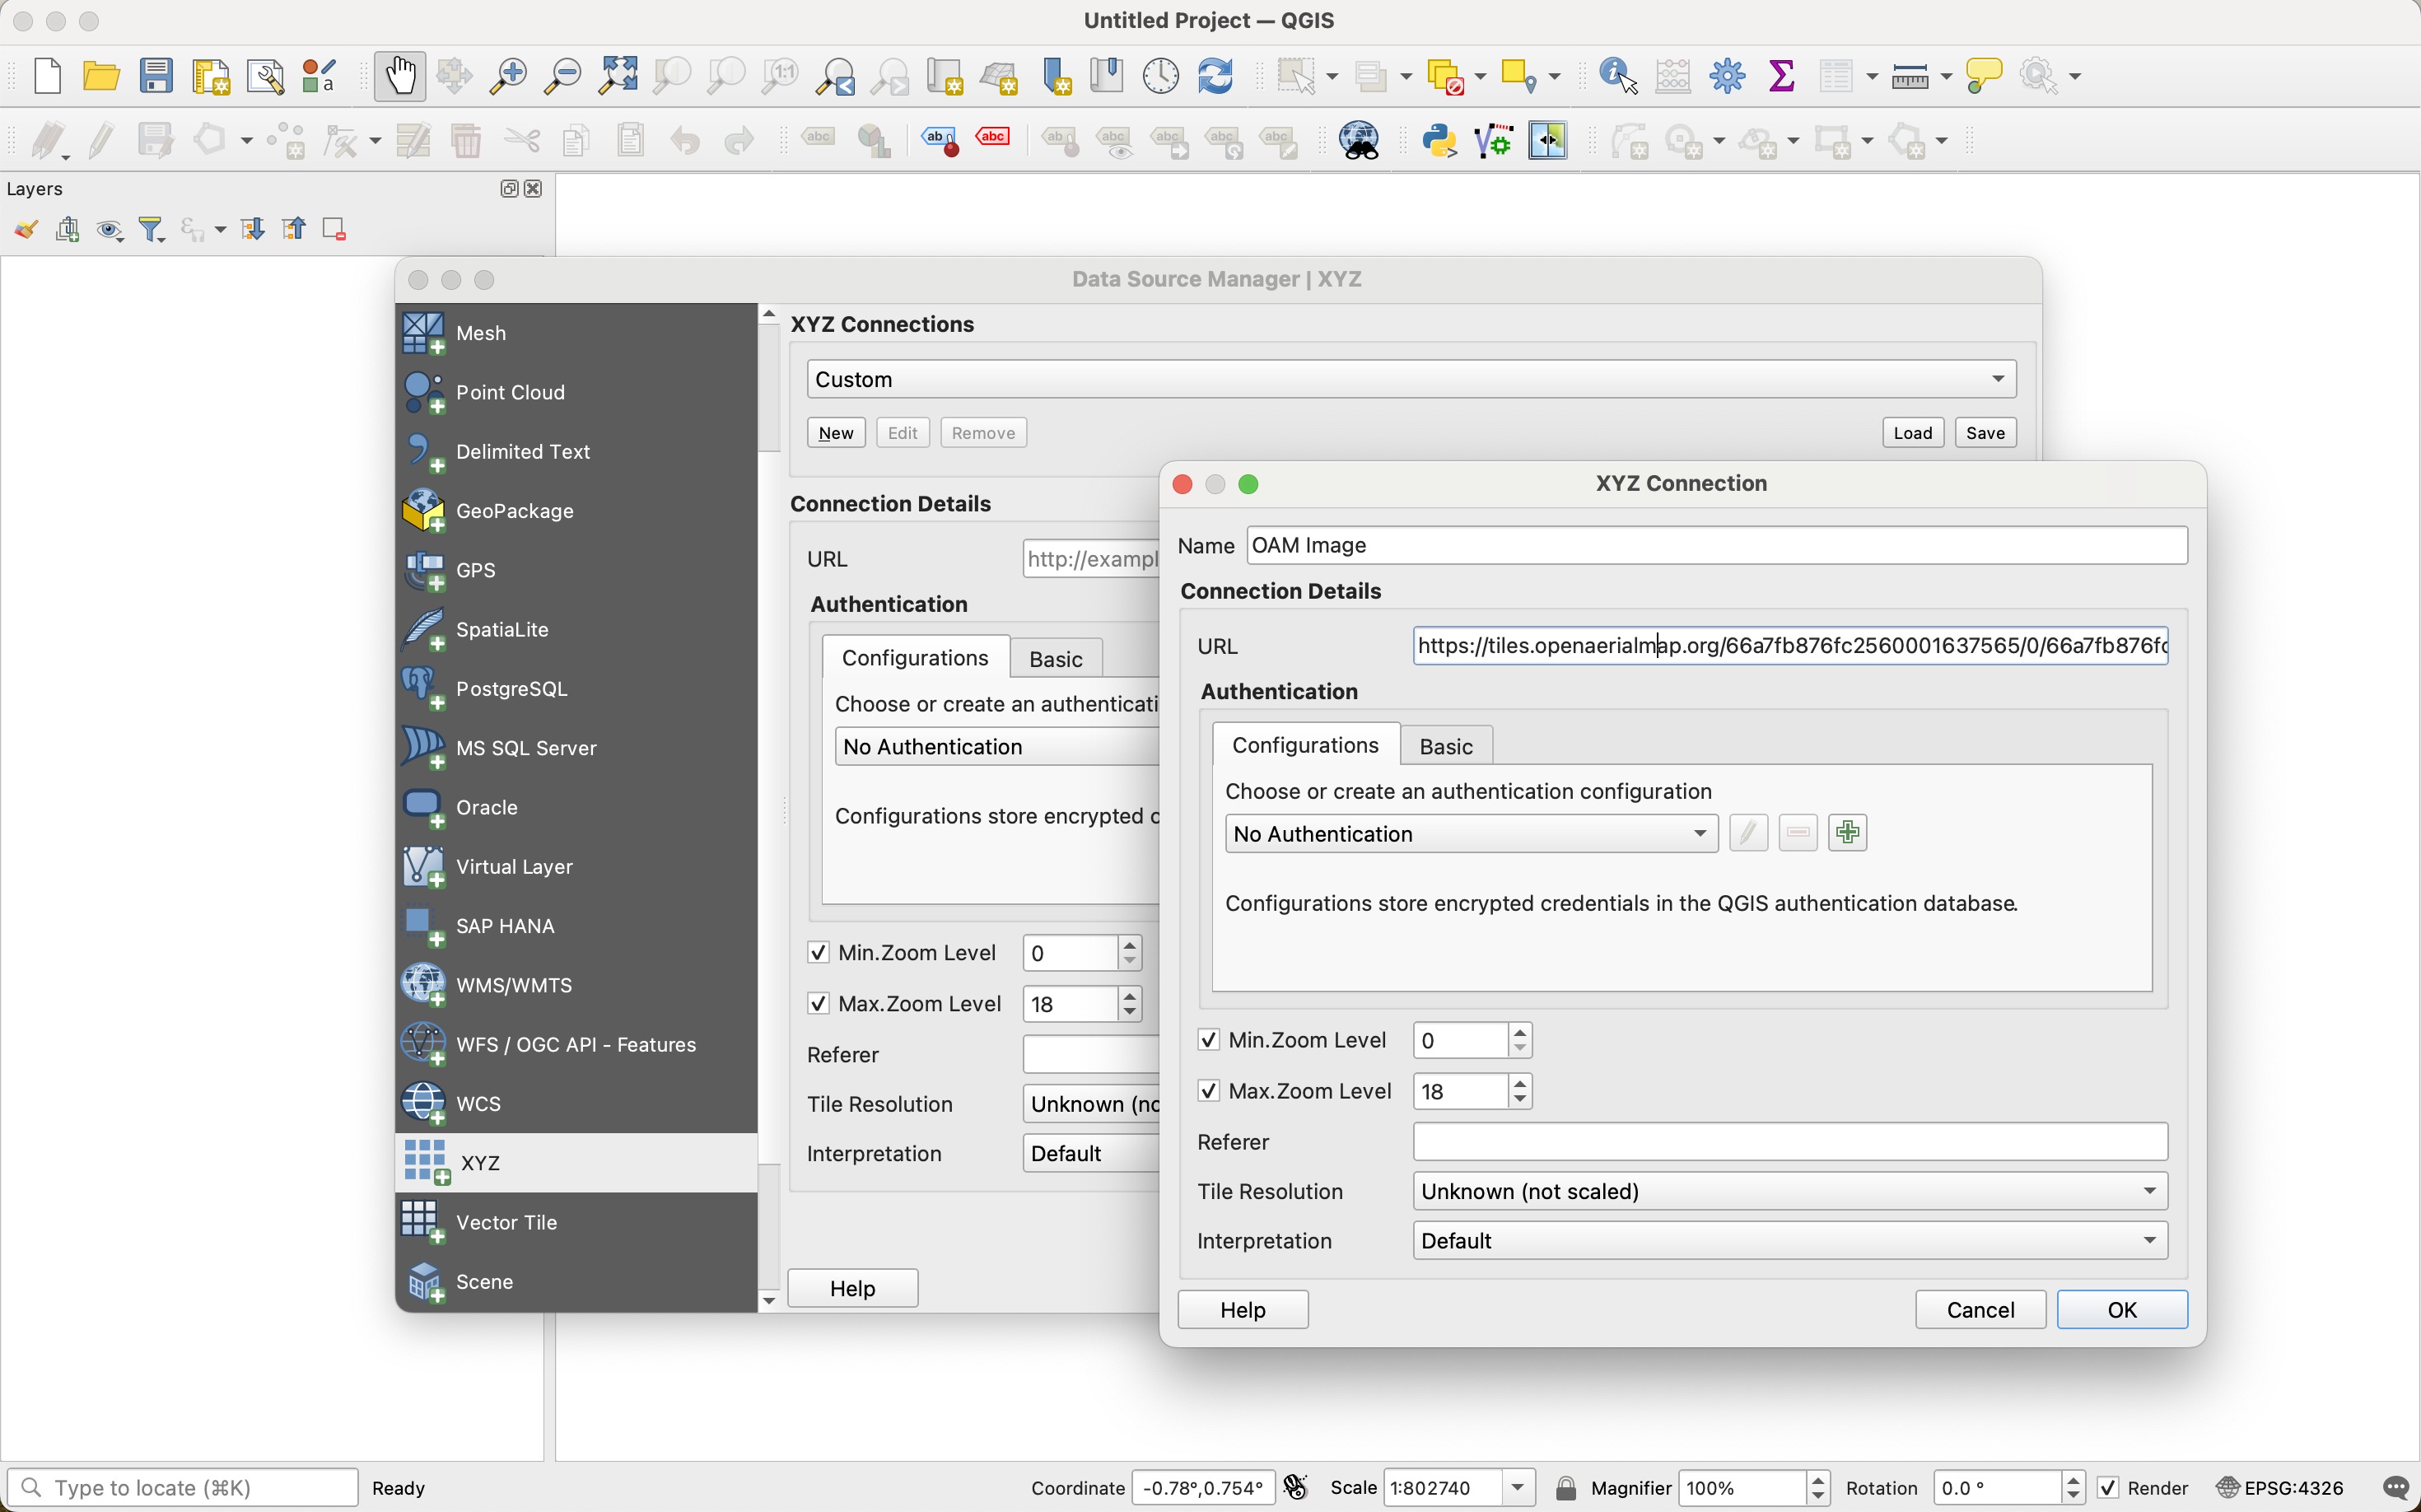 Untitled Project — QGIS
Layers
Data Source Manager | XYZ
Mesh
Point Cloud
Delimited Text
GeoPackage
GPS
SpatiaLite
PostgreSQL
MS SQL Server
Oracle
Virtual Layer
SAP HANA
WMS/WMTS
WFS / OGC API - Features
WCS
XYZ
Vector Tile
Scene
XYZ Connections
Custom
New Edit Remove Load Save
Connection Details
URL http://exampl
Authentication
Configurations Basic
Choose or create an authenticati
No Authentication
Configurations store encrypted
Min.Zoom Level 0
Max.Zoom Level 18
Referer
Tile Resolution Unknown (no
Interpretation Default
Help
XYZ Connection
Name OAM Image
Connection Details
URL https://tiles.openaerialmap.org/66a7fb876fc2560001637565/0/66a7fb876fc
Authentication
Configurations Basic
Choose or create an authentication configuration
No Authentication
Configurations store encrypted credentials in the QGIS authentication database.
Min.Zoom Level 0
Max.Zoom Level 18
Referer
Tile Resolution Unknown (not scaled)
Interpretation Default
Help Cancel OK
Type to locate (⌘K) Ready Coordinate -0.78°,0.754° Scale 1:802740 Magnifier 100% Rotation 0.0 ° Render EPSG:4326